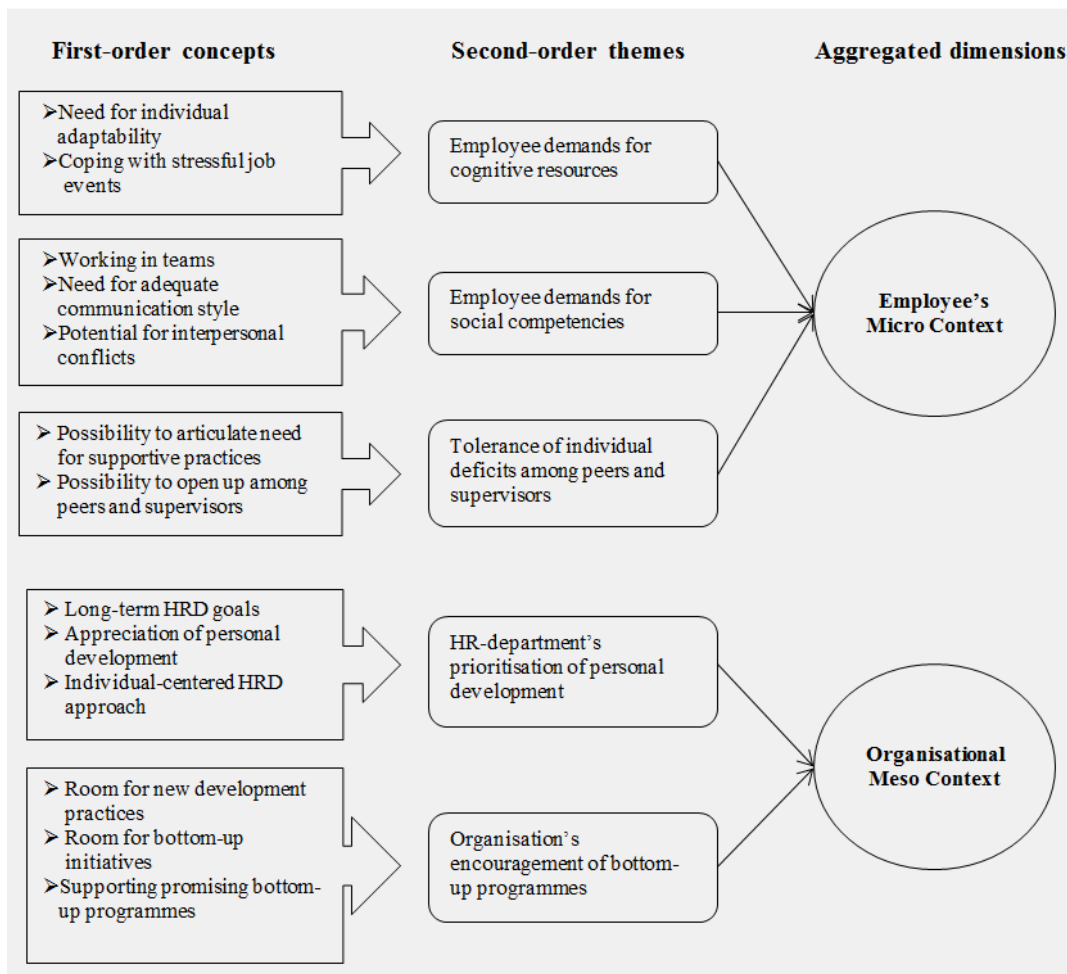 First-order concepts
Second-order themes
Aggregated dimensions
➢Need for individual
adaptability
➢Coping with stressful job
events
Employee demands for
cognitive resources
➢Working in teams
➢Need for adequate
communication style
➢Potential for interpersonal
conflicts
Employee demands for
social competencies
Employee's
Micro Context
➢ Possibility to articulate need
for supportive practices
➢ Possibility to open up among
peers and supervisors
Tolerance of individual
deficits among peers and
supervisors
➢ Long-term HRD goals
➢ Appreciation of personal
development
➢ Individual-centered HRD
approach
HR-department's
prioritisation of personal
development
Organisational
Meso Context
➢ Room for new development
practices
➢ Room for bottom-up
initiatives
➢Supporting promising bottom-
up programmes
Organisation's
encouragement of bottom-
up programmes